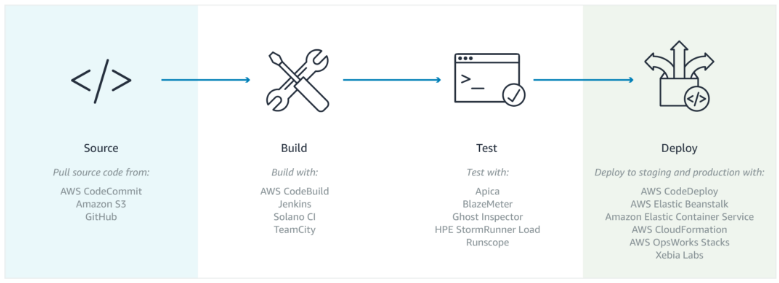 </>
>_
</>
Source
Pull source code from:
AWS CodeCommit
Amazon S3
GitHub
Build
Build with:
AWS CodeBuild
Jenkins
Solano CI
TeamCity
Test
Test with:
Apica
BlazeMeter
Ghost Inspector
HPE StormRunner Load
Runscope
Deploy
Deploy to staging and production with:
AWS CodeDeploy
AWS Elastic Beanstalk
Amazon Elastic Container Service
AWS CloudFormation
AWS OpsWorks Stacks
Xebia Labs